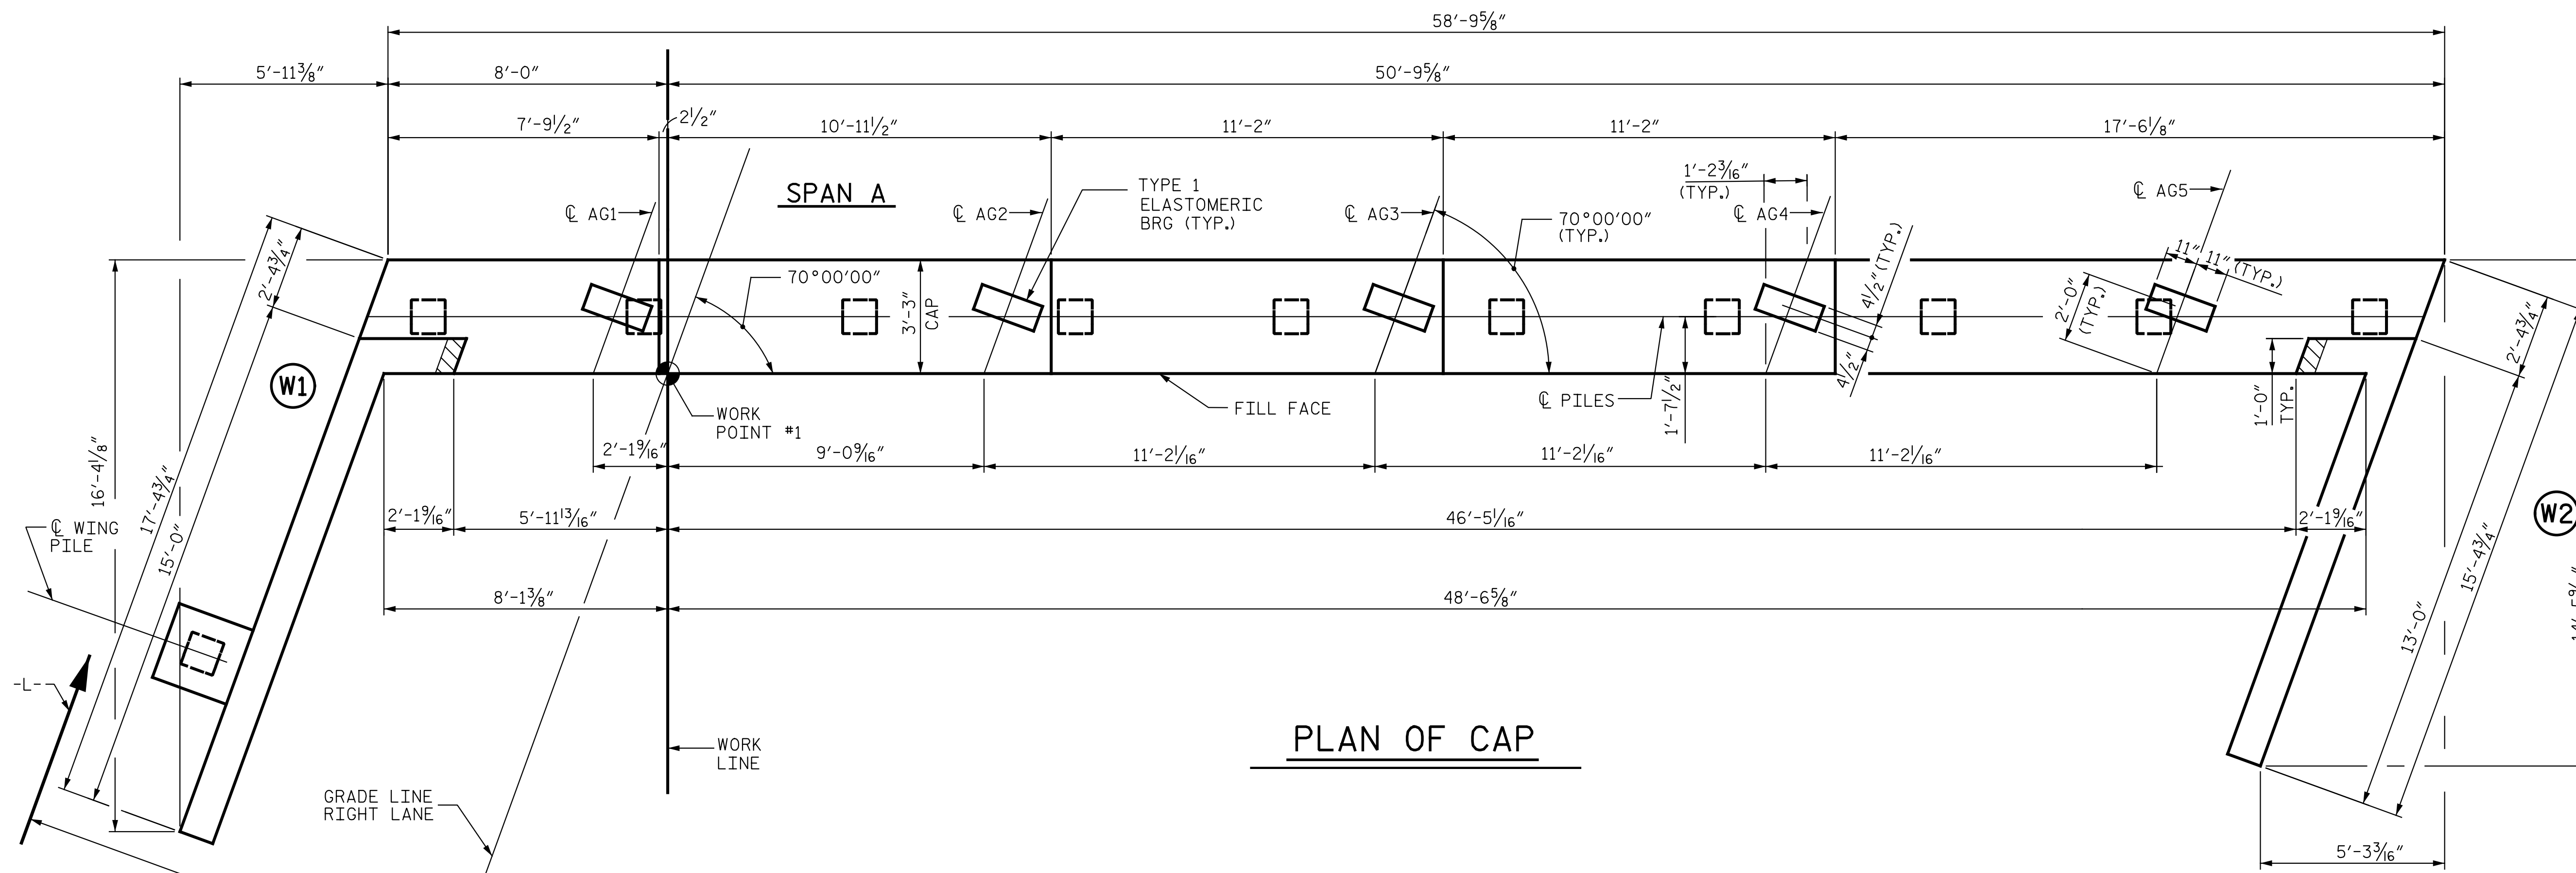 58'-9⅝"
5'-11⅜"
8'-0"
50'-9⅝"
7'-9½"
2½"
10'-11½"
11'-2"
11'-2"
17'-6⅛"
SPAN A
℄ AG1
℄ AG2
TYPE 1
ELASTOMERIC
BRG (TYP.)
℄ AG3
70°00'00"
(TYP.)
1'-2³⁄₁₆"
(TYP.)
℄ AG4
℄ AG5
2'-4¾"
70°00'00"
3'-3"
CAP
4½" (TYP.)
4½"
11" 11" (TYP.)
2'-0"
(TYP.)
2'-4¾"
W1
WORK
POINT #1
FILL FACE
℄ PILES
1'-7½"
1'-0"
TYP.
16'-4⅛"
17'-4¾"
15'-0"
2'-1⁹⁄₁₆"
9'-0⁹⁄₁₆"
11'-2¹⁄₁₆"
11'-2¹⁄₁₆"
11'-2¹⁄₁₆"
℄ WING
PILE
2'-1⁹⁄₁₆"
5'-11¹³⁄₁₆"
46'-5¹⁄₁₆"
2'-1⁹⁄₁₆"
W2
8'-1⅜"
48'-6⅝"
13'-0"
15'-4¾"
-L-
WORK
LINE
PLAN OF CAP
GRADE LINE
RIGHT LANE
5'-3³⁄₁₆"